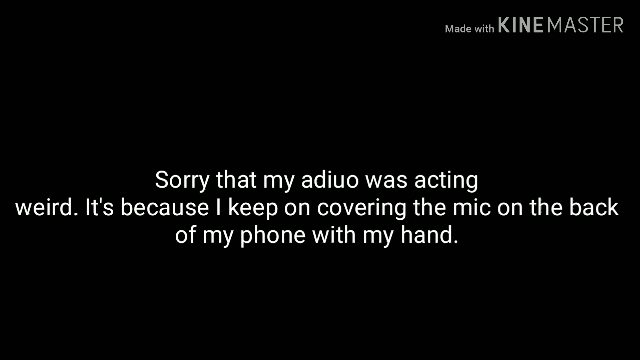 Made with KINEMASTER
Sorry that my adiuo was acting
weird. It's because I keep on covering the mic on the back
of my phone with my hand.